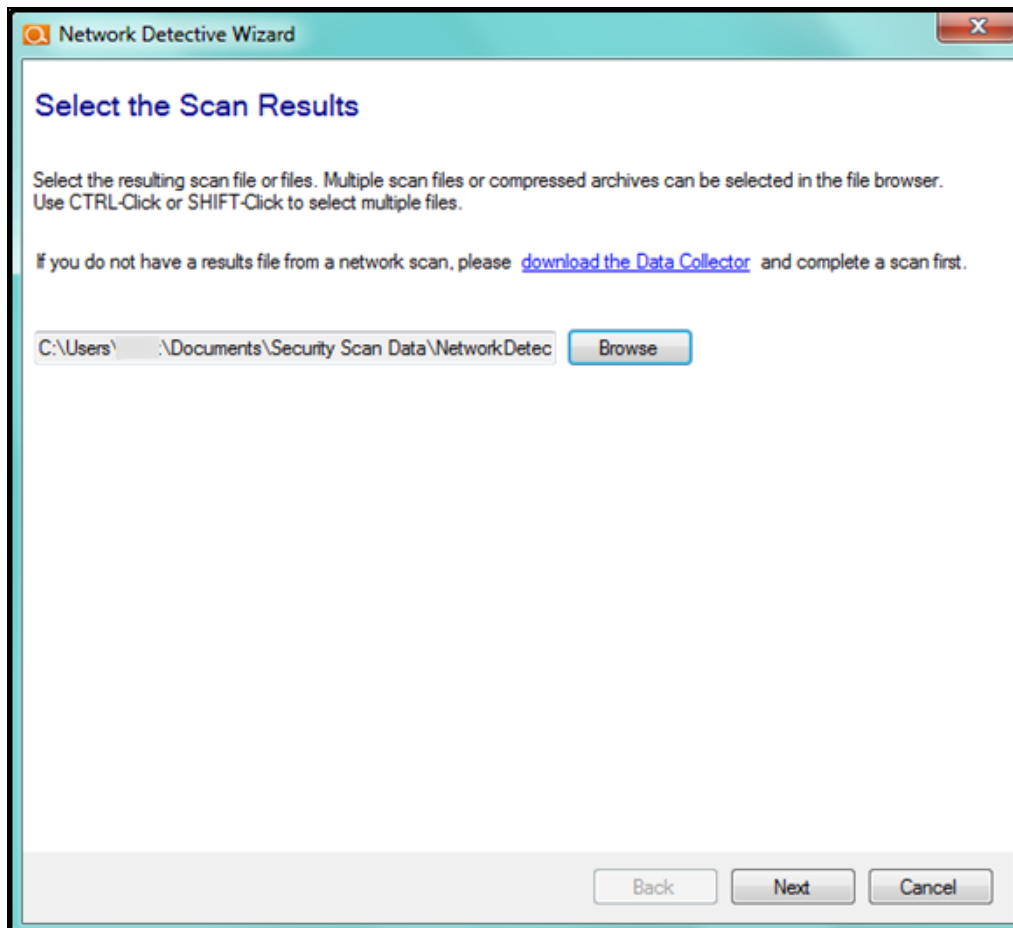 Network Detective Wizard
Select the Scan Results
Select the resulting scan file or files. Multiple scan files or compressed archives can be selected in the file browser.
Use CTRL-Click or SHIFT-Click to select multiple files.
If you do not have a results file from a network scan, please download the Data Collector and complete a scan first.
C:\Users\ :\Documents\Security Scan Data\NetworkDetec Browse
Back Next Cancel